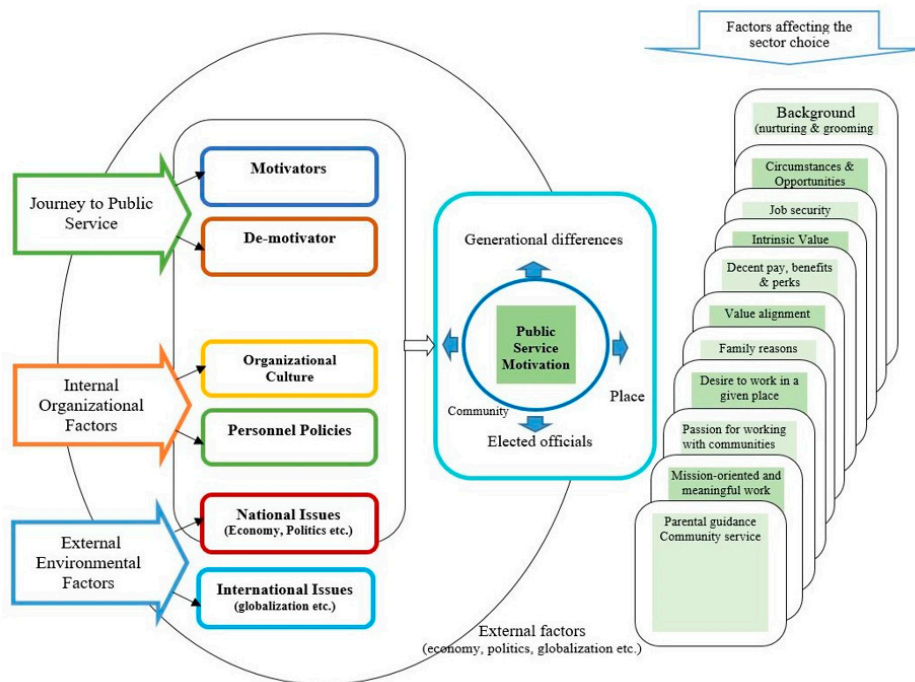 Journey to Public
Service
Internal
Organizational
Factors
External
Environmental
Factors
Motivators
De-motivator
Organizational
Culture
Personnel Policies
National Issues
(Economy, Politics etc.)
International Issues
(globalization etc.)
Generational differences
Public
Service
Motivation
Community
Place
Elected officials
External factors
(economy, politics, globalization etc.)
Factors affecting the
sector choice
Background
(nurturing & grooming
Circumstances &
Opportunities
Job security
Intrinsic Value
Decent pay, benefits
& perks
Value alignment
Family reasons
Desire to work in a
given place
Passion for working
with communities
Mission-oriented and
meaningful work
Parental guidance
Community service